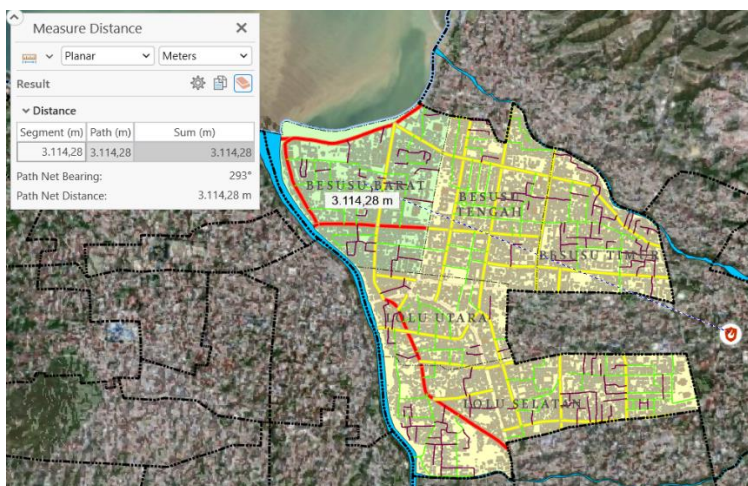 Measure Distance
Planar
Meters
Result
Distance
Segment (m) Path (m) Sum (m)
3.114,28 3.114,28 3.114,28
Path Net Bearing: 293°
Path Net Distance: 3.114,28 m
BESUSU BARAT
3.114,28 m
BESUSU
TENGAH
BESUSU TIMUR
LOLU UTARA
LOLU SELATAN